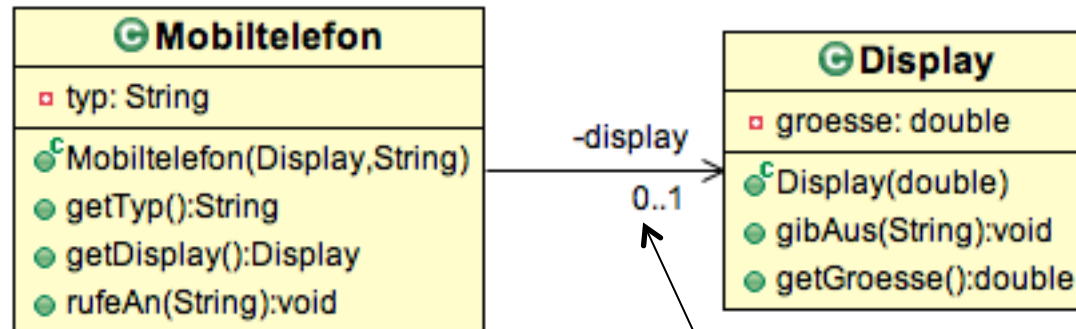 Mobiltelefon
typ: String
Mobiltelefon(Display,String)
getTyp():String
getDisplay():Display
rufeAn(String):void
-display
0..1
Display
groesse: double
Display(double)
gibAus(String):void
getGroesse():double